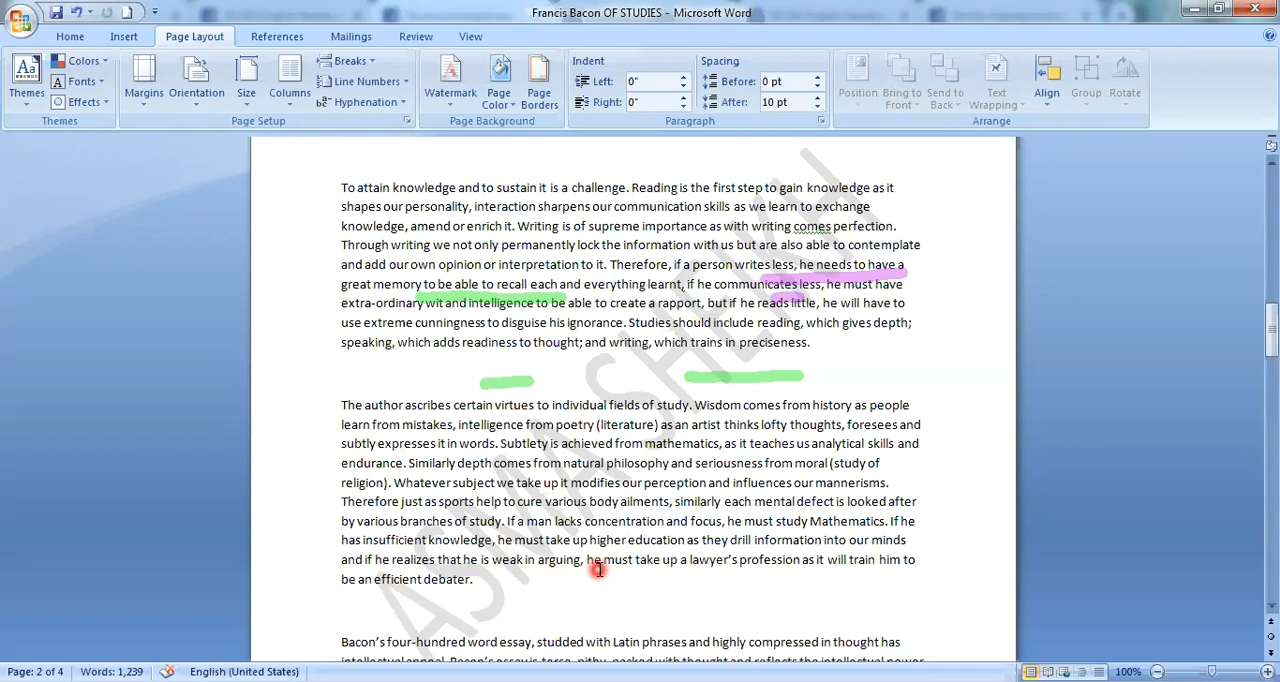 Francis Bacon OF STUDIES - Microsoft Word
Home Insert Page Layout References Mailings Review View
Themes Colors Fonts Effects Margins Orientation Size Columns Breaks Line Numbers Hyphenation Watermark Page Color Page Borders Indent Left: 0" Right: 0" Spacing Before: 0 pt After: 10 pt Position Bring to Front Send to Back Text Wrapping Align Group Rotate
Themes Page Setup Page Background Paragraph Arrange
To attain knowledge and to sustain it is a challenge. Reading is the first step to gain knowledge as it
shapes our personality, interaction sharpens our communication skills as we learn to exchange
knowledge, amend or enrich it. Writing is of supreme importance as with writing comes perfection.
Through writing we not only permanently lock the information with us but are also able to contemplate
and add our own opinion or interpretation to it. Therefore, if a person writes less, he needs to have a
great memory to be able to recall each and everything learnt, if he communicates less, he must have
extra-ordinary wit and intelligence to be able to create a rapport, but if he reads little, he will have to
use extreme cunningness to disguise his ignorance. Studies should include reading, which gives depth;
speaking, which adds readiness to thought; and writing, which trains in preciseness.
The author ascribes certain virtues to individual fields of study. Wisdom comes from history as people
learn from mistakes, intelligence from poetry (literature) as an artist thinks lofty thoughts, foresees and
subtly expresses it in words. Subtlety is achieved from mathematics, as it teaches us analytical skills and
endurance. Similarly depth comes from natural philosophy and seriousness from moral (study of
religion). Whatever subject we take up it modifies our perception and influences our mannerisms.
Therefore just as sports help to cure various body ailments, similarly each mental defect is looked after
by various branches of study. If a man lacks concentration and focus, he must study Mathematics. If he
has insufficient knowledge, he must take up higher education as they drill information into our minds
and if he realizes that he is weak in arguing, he must take up a lawyer's profession as it will train him to
be an efficient debater.
Bacon's four-hundred word essay, studded with Latin phrases and highly compressed in thought has
intellectual appeal. Bacon's essay is terse, pithy, packed with thought and reflects the intellectual power
ASMA SHEIKH
Page: 2 of 4 Words: 1,239 English (United States) 100%